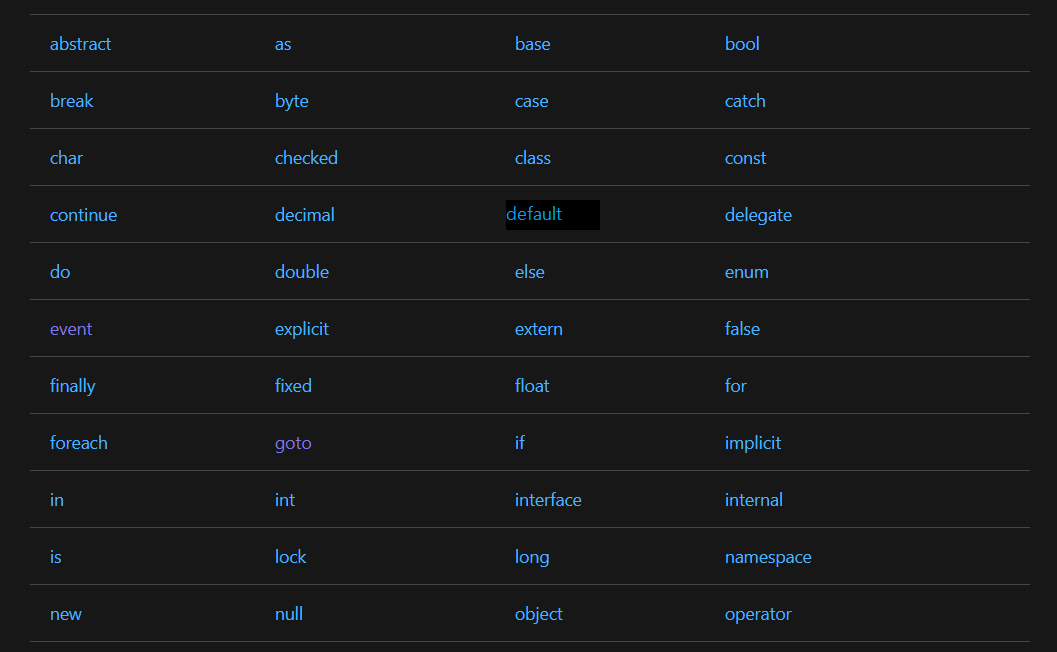 abstract as base bool
break byte case catch
char checked class const
continue decimal default delegate
do double else enum
event explicit extern false
finally fixed float for
foreach goto if implicit
in int interface internal
is lock long namespace
new null object operator